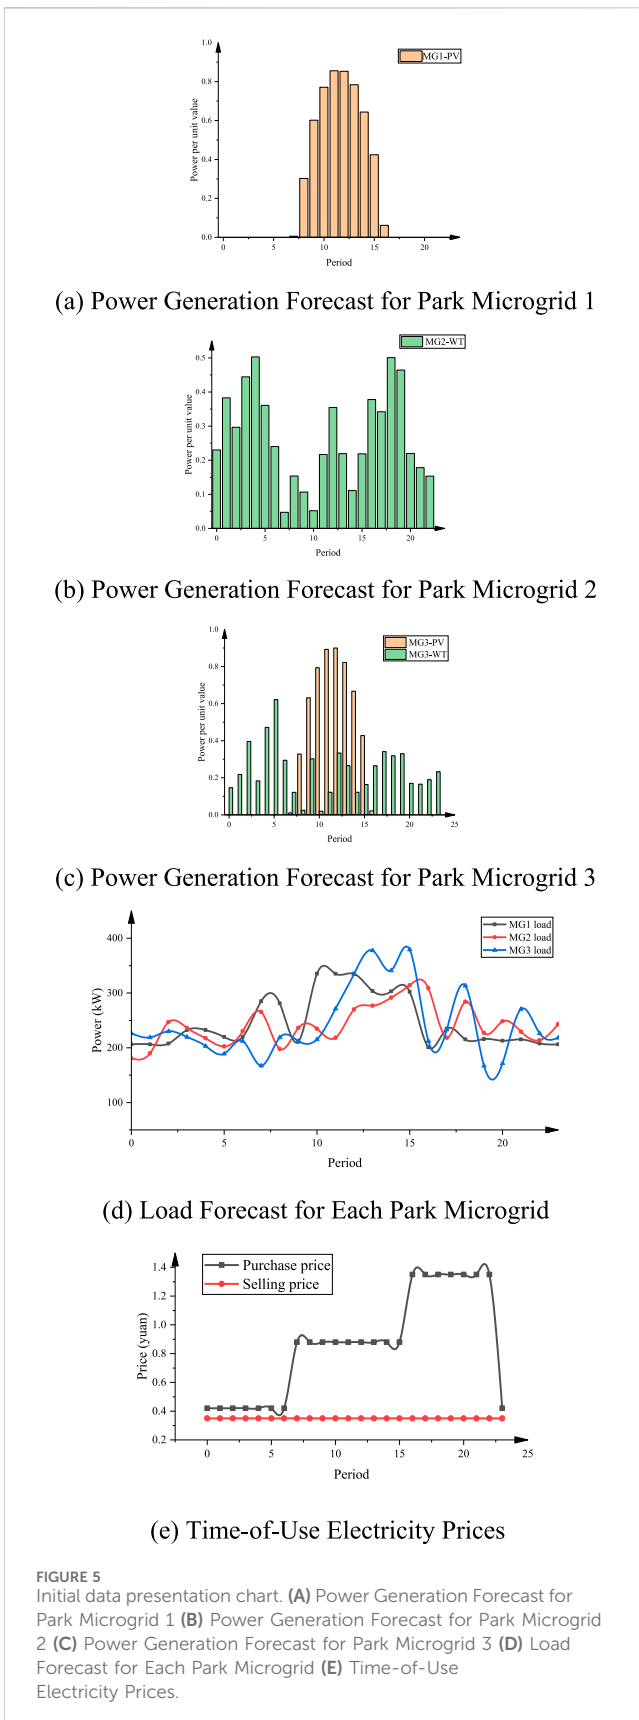 1.0
0.8
0.6
0.4
0.2
0.0
Power per unit value
MG1-PV
0 5 10 15 20
Period
(a) Power Generation Forecast for Park Microgrid 1
0.5
0.4
0.3
0.2
0.1
0.0
Power per unit value
MG2-WT
0 5 10 15 20
Period
(b) Power Generation Forecast for Park Microgrid 2
1.0
0.8
0.6
0.4
0.2
0.0
Power per unit value
MG3-PV
MG3-WT
0 5 10 15 20 25
Period
(c) Power Generation Forecast for Park Microgrid 3
400
300
200
100
Power (kW)
MG1 load
MG2 load
MG3 load
0 5 10 15 20
Period
(d) Load Forecast for Each Park Microgrid
1.4
1.2
1.0
0.8
0.6
0.4
0.2
Price (yuan)
Purchase price
Selling price
0 5 10 15 20 25
Period
(e) Time-of-Use Electricity Prices
FIGURE 5
Initial data presentation chart. (A) Power Generation Forecast for
Park Microgrid 1 (B) Power Generation Forecast for Park Microgrid
2 (C) Power Generation Forecast for Park Microgrid 3 (D) Load
Forecast for Each Park Microgrid (E) Time-of-Use
Electricity Prices.